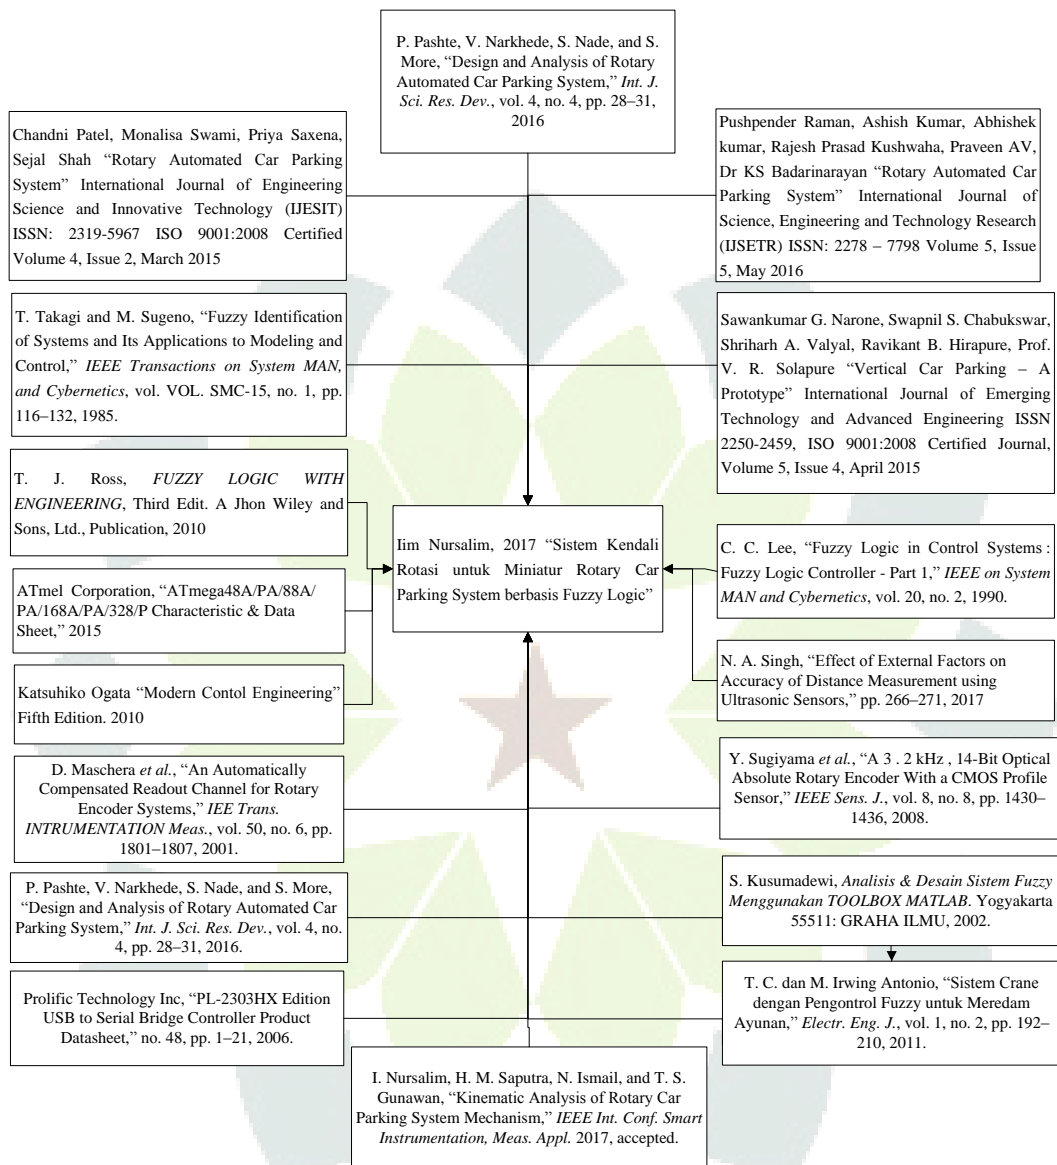 P. Pashte, V. Narkhede, S. Nade, and S.
More, “Design and Analysis of Rotary
Automated Car Parking System,” Int. J.
Sci. Res. Dev., vol. 4, no. 4, pp. 28–31,
2016
Chandni Patel, Monalisa Swami, Priya Saxena,
Sejal Shah “Rotary Automated Car Parking
System” International Journal of Engineering
Science and Innovative Technology (IJESIT)
ISSN: 2319-5967 ISO 9001:2008 Certified
Volume 4, Issue 2, March 2015
Pushpender Raman, Ashish Kumar, Abhishek
kumar, Rajesh Prasad Kushwaha, Praveen AV,
Dr KS Badarinarayan “Rotary Automated Car
Parking System” International Journal of
Science, Engineering and Technology Research
(IJSETR) ISSN: 2278 – 7798 Volume 5, Issue
5, May 2016
T. Takagi and M. Sugeno, “Fuzzy Identification
of Systems and Its Applications to Modeling and
Control,” IEEE Transactions on System MAN,
and Cybernetics, vol. VOL. SMC-15, no. 1, pp.
116–132, 1985.
Sawankumar G. Narone, Swapnil S. Chabukswar,
Shriharh A. Valyal, Ravikant B. Hirapure, Prof.
V. R. Solapure “Vertical Car Parking – A
Prototype” International Journal of Emerging
Technology and Advanced Engineering ISSN
2250-2459, ISO 9001:2008 Certified Journal,
Volume 5, Issue 4, April 2015
T. J. Ross, FUZZY LOGIC WITH
ENGINEERING, Third Edit. A Jhon Wiley and
Sons, Ltd., Publication, 2010
Iim Nursalim, 2017 “Sistem Kendali
Rotasi untuk Miniatur Rotary Car
Parking System berbasis Fuzzy Logic”
C. C. Lee, “Fuzzy Logic in Control Systems :
Fuzzy Logic Controller - Part 1,” IEEE on System
MAN and Cybernetics, vol. 20, no. 2, 1990.
ATmel Corporation, “ATmega48A/PA/88A/
PA/168A/PA/328/P Characteristic & Data
Sheet,” 2015
N. A. Singh, “Effect of External Factors on
Accuracy of Distance Measurement using
Ultrasonic Sensors,” pp. 266–271, 2017
Katsuhiko Ogata “Modern Contol Engineering”
Fifth Edition. 2010
D. Maschera et al., “An Automatically
Compensated Readout Channel for Rotary
Encoder Systems,” IEE Trans.
INTRUMENTATION Meas., vol. 50, no. 6, pp.
1801–1807, 2001.
Y. Sugiyama et al., “A 3 . 2 kHz , 14-Bit Optical
Absolute Rotary Encoder With a CMOS Profile
Sensor,” IEEE Sens. J., vol. 8, no. 8, pp. 1430–
1436, 2008.
P. Pashte, V. Narkhede, S. Nade, and S. More,
“Design and Analysis of Rotary Automated Car
Parking System,” Int. J. Sci. Res. Dev., vol. 4, no.
4, pp. 28–31, 2016.
S. Kusumadewi, Analisis & Desain Sistem Fuzzy
Menggunakan TOOLBOX MATLAB. Yogyakarta
55511: GRAHA ILMU, 2002.
Prolific Technology Inc, “PL-2303HX Edition
USB to Serial Bridge Controller Product
Datasheet,” no. 48, pp. 1–21, 2006.
T. C. dan M. Irwing Antonio, “Sistem Crane
dengan Pengontrol Fuzzy untuk Meredam
Ayunan,” Electr. Eng. J., vol. 1, no. 2, pp. 192–
210, 2011.
I. Nursalim, H. M. Saputra, N. Ismail, and T. S.
Gunawan, “Kinematic Analysis of Rotary Car
Parking System Mechanism,” IEEE Int. Conf. Smart
Instrumentation, Meas. Appl. 2017, accepted.